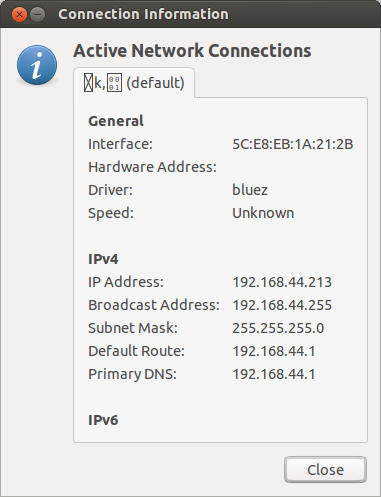 Connection Information
Active Network Connections
k, (default)
General
Interface: 5C:E8:EB:1A:21:2B
Hardware Address:
Driver: bluez
Speed: Unknown
IPv4
IP Address: 192.168.44.213
Broadcast Address: 192.168.44.255
Subnet Mask: 255.255.255.0
Default Route: 192.168.44.1
Primary DNS: 192.168.44.1
IPv6
Close